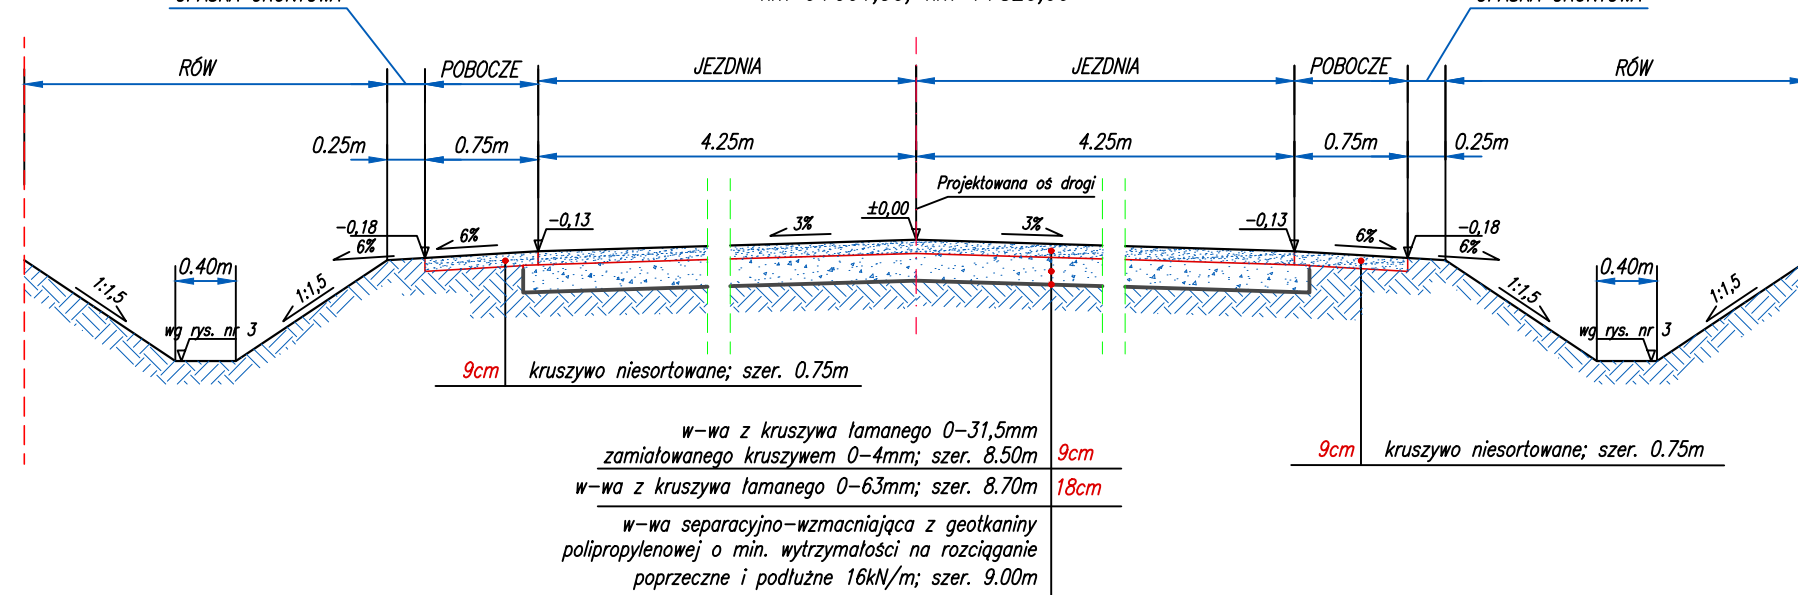 RÓW POBOCZE JEZDNIA JEZDNIA POBOCZE RÓW
0.25m 0.75m 4.25m 4.25m 0.75m 0.25m
Projektowana oś drogi
-0,18 -0,13 ±0,00 -0,13 -0,18
6% 6% 3% 3% 6% 6%
0.40m 0.40m
1:1,5 1:1,5 1:1,5 1:1,5
wg rys. nr 3 wg rys. nr 3
9cm kruszywo niesortowane; szer. 0.75m
w-wa z kruszywa łamanego 0-31,5mm
zamiałowanego kruszywem 0-4mm; szer. 8.50m 9cm
9cm kruszywo niesortowane; szer. 0.75m
w-wa z kruszywa łamanego 0-63mm; szer. 8.70m 18cm
w-wa separacyjno-wzmacniająca z geotkaniny
polipropylenowej o min. wytrzymałości na rozciąganie
poprzeczne i podłużne 16kN/m; szer. 9.00m